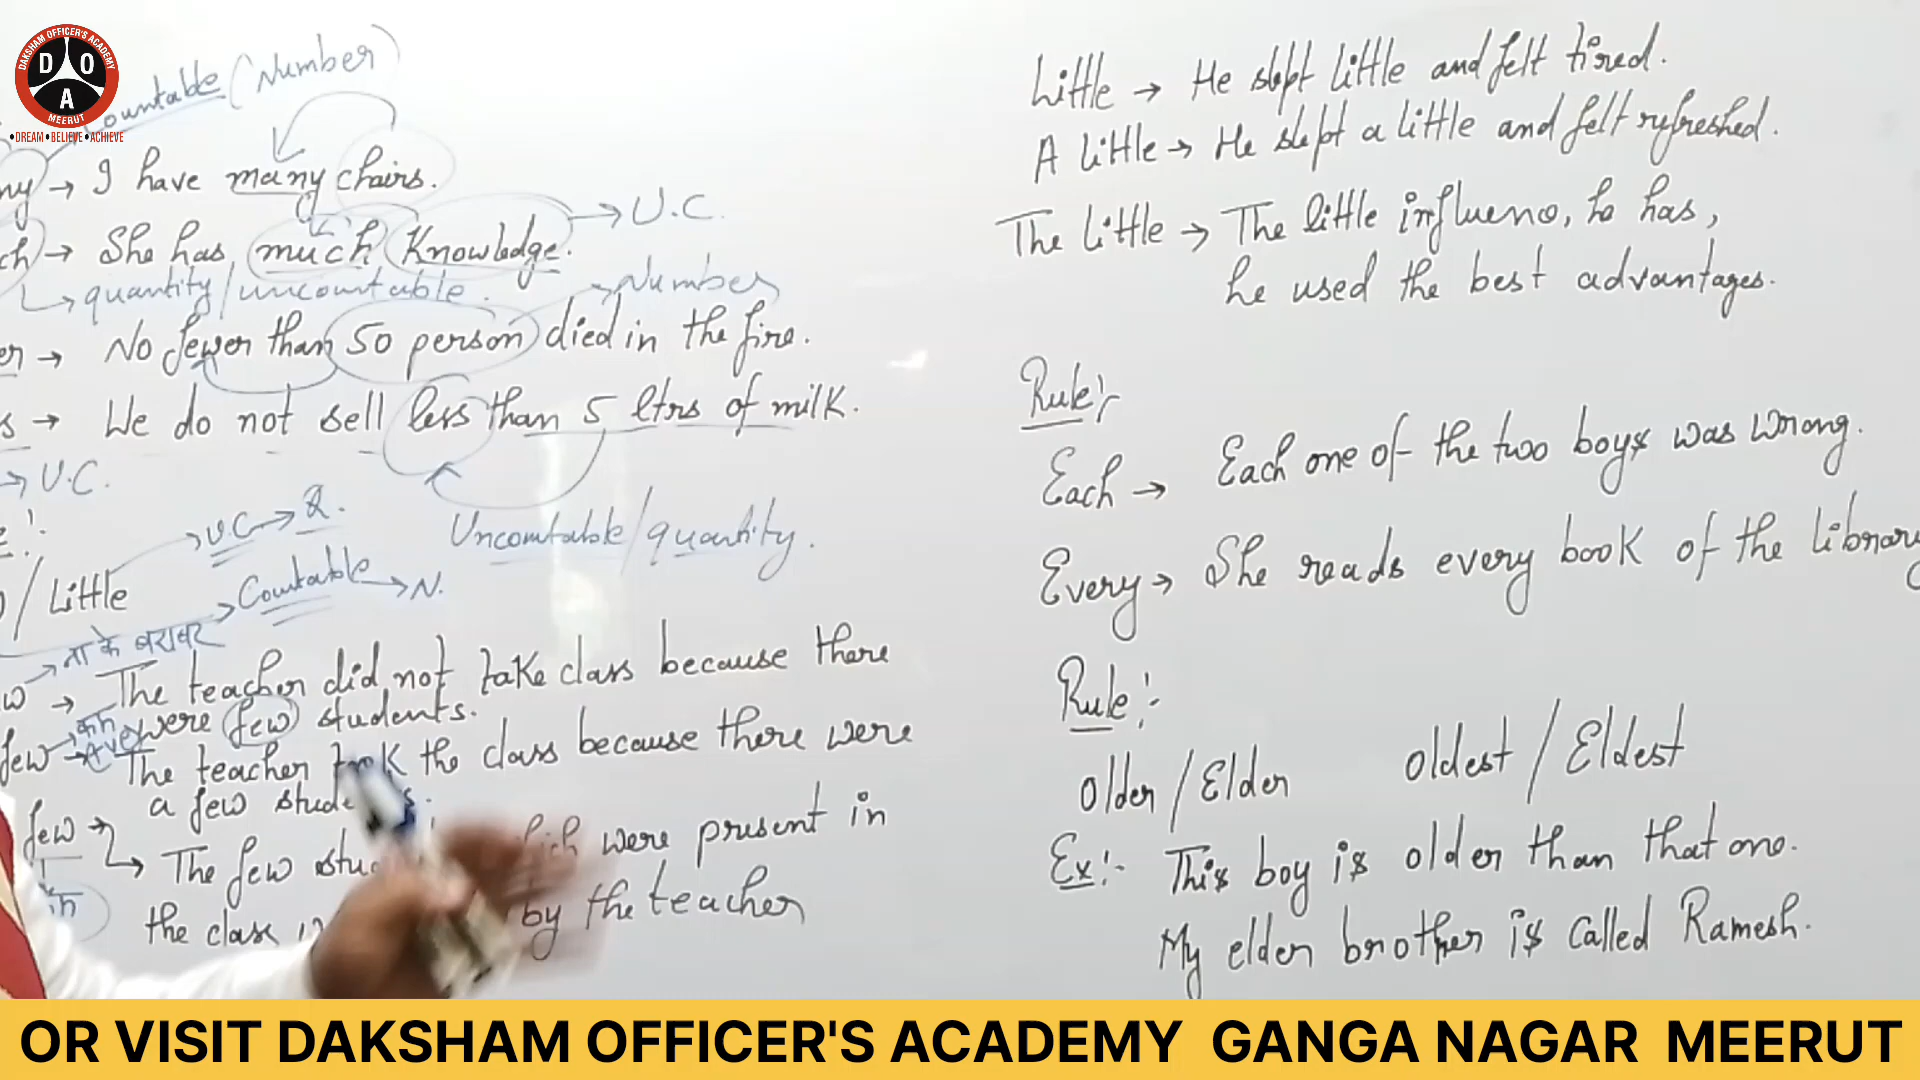 DAKSHAM OFFICER'S ACADEMY
D O A
MEERUT
•DREAM•BELIEVE•ACHIEVE
ountable (Number)
ny → I have many chairs.
ch → She has much Knowledge. → U.C.
→ quantity/uncountable. Number
er → No fewer than 50 person died in the fire.
s → We do not sell less than 5 ltrs of milk.
→ U.C.
Uncountable/quantity.
/ Little → U.C → Q.
→ Countable → N.
→ ना के बराबर
w → The teacher did not take class because there
were few students.
few → The teacher took the class because there were
a few
few → The few were present in
the class by the teacher
Little → He slept little and felt tired.
A little → He slept a little and felt refreshed.
The Little → The little influenc, he has,
he used the best advantages.
Rule:-
Each → Each one of the two boys was wrong.
Every → She reads every book of the library
Rule:-
Older / Elder Oldest / Eldest
Ex:- This boy is older than that one.
My elder brother is called Ramesh.
OR VISIT DAKSHAM OFFICER'S ACADEMY GANGA NAGAR MEERUT